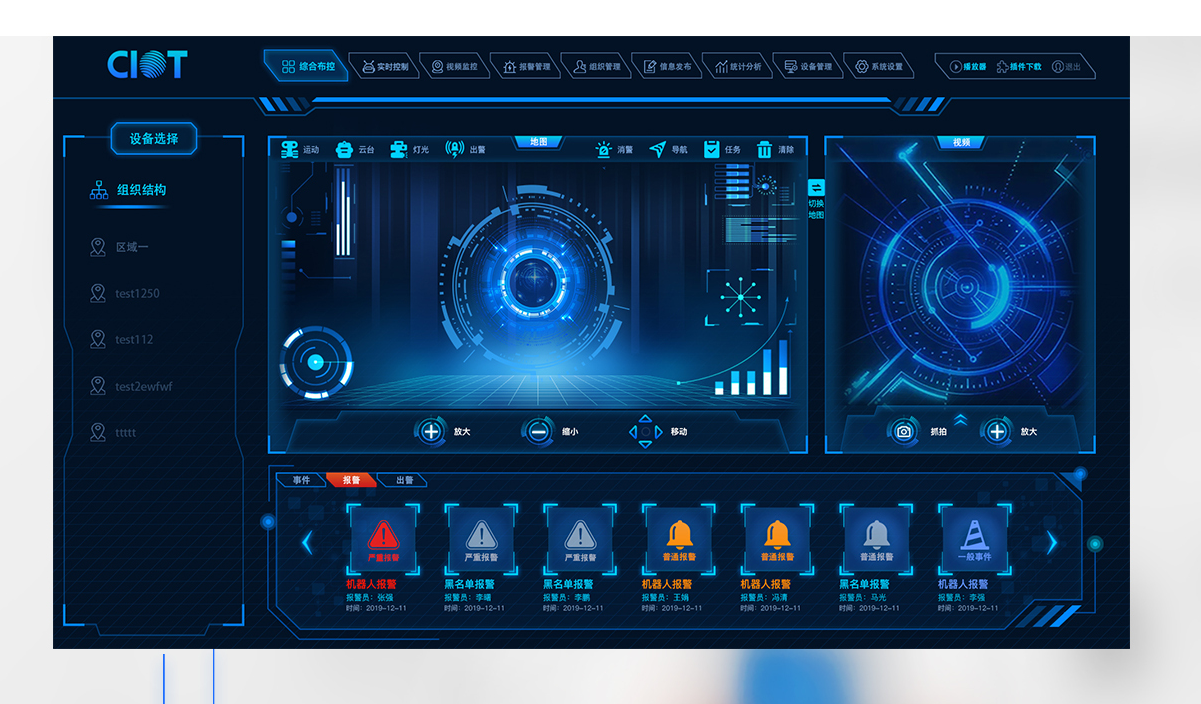 CIOT
综合布控
实时控制
视频监控
报警管理
组织管理
信息发布
统计分析
设备管理
系统设置
播放器
插件下载
退出
设备选择
组织结构
区域一
test1250
test112
test2ewfwf
ttttt
运动
云台
灯光
出警
地图
消警
导航
任务
清除
切换
地图
放大
缩小
移动
视频
抓拍
放大
事件
报警
出警
严重报警
机器人报警
报警员：张强
时间：2019-12-11
严重报警
黑名单报警
报警员：李曙
时间：2019-12-11
严重报警
黑名单报警
报警员：李鹏
时间：2019-12-11
普通报警
机器人报警
报警员：王娟
时间：2019-12-11
普通报警
机器人报警
报警员：冯清
时间：2019-12-11
普通报警
黑名单报警
报警员：马光
时间：2019-12-11
一般事件
机器人报警
报警员：李强
时间：2019-12-11